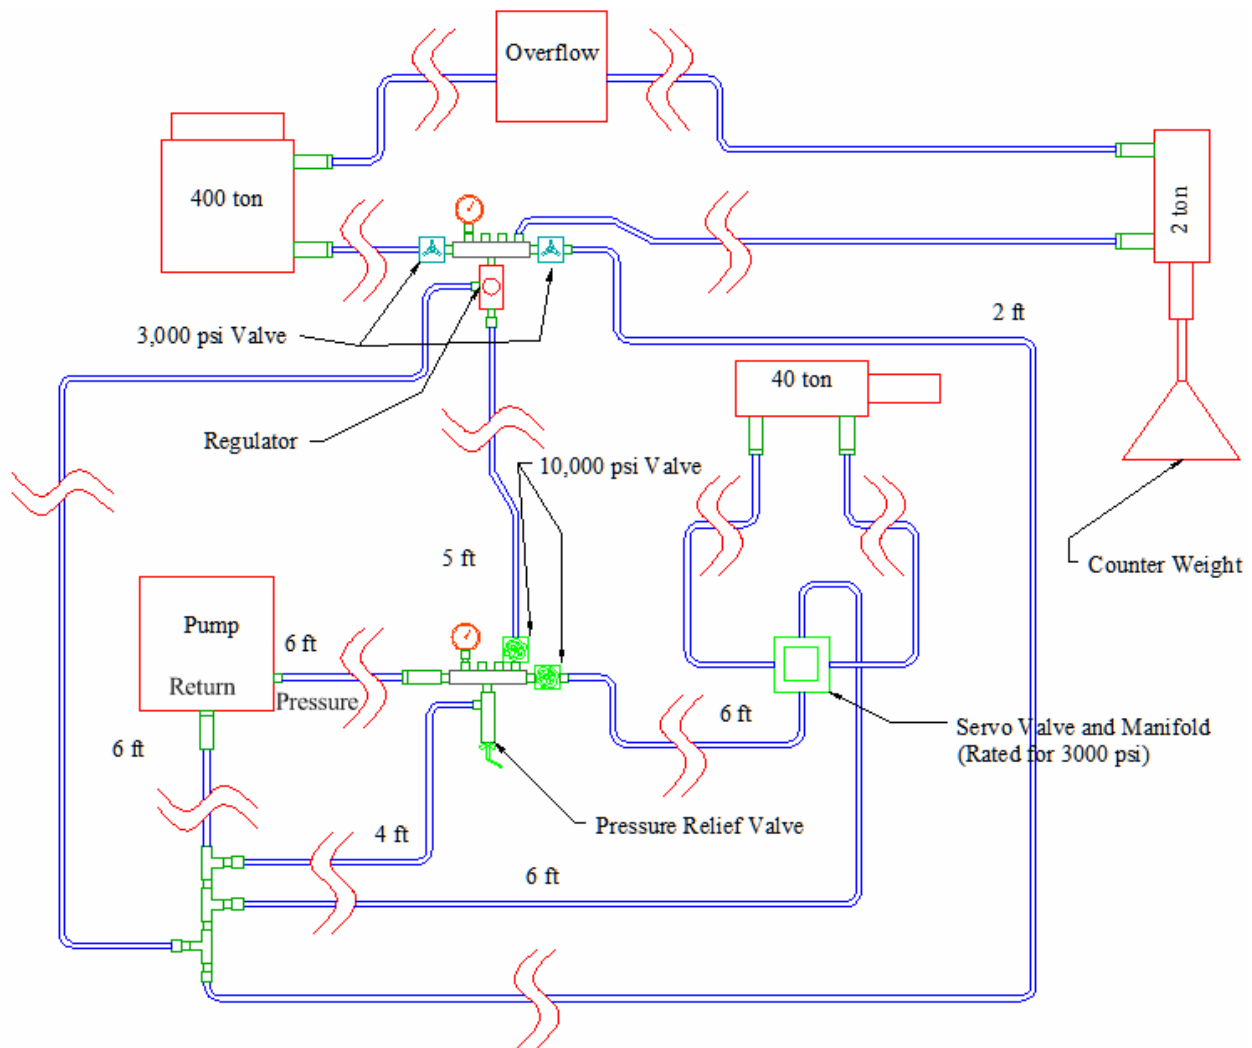 Overflow
400 ton
2 ton
3,000 psi Valve
2 ft
40 ton
Regulator
10,000 psi Valve
5 ft
Counter Weight
Pump
6 ft
Return
Pressure
6 ft
6 ft
Servo Valve and Manifold
(Rated for 3000 psi)
Pressure Relief Valve
4 ft
6 ft